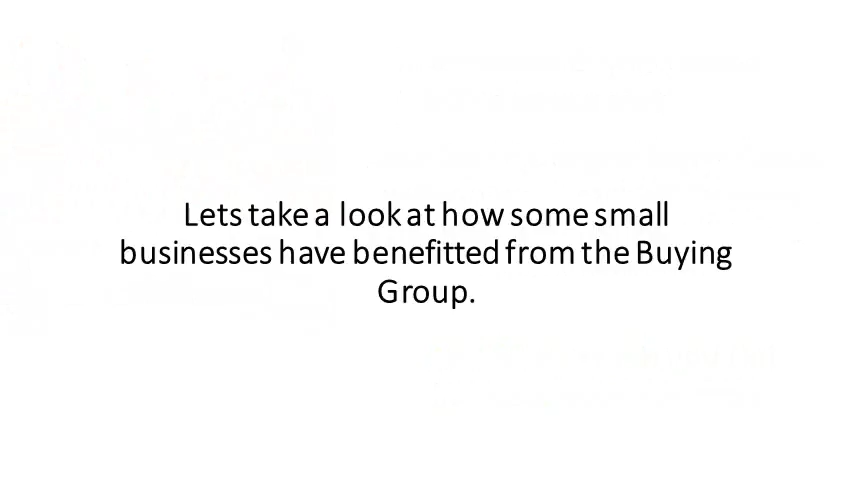 Lets take a look at how some small
businesses have benefitted from the Buying
Group.